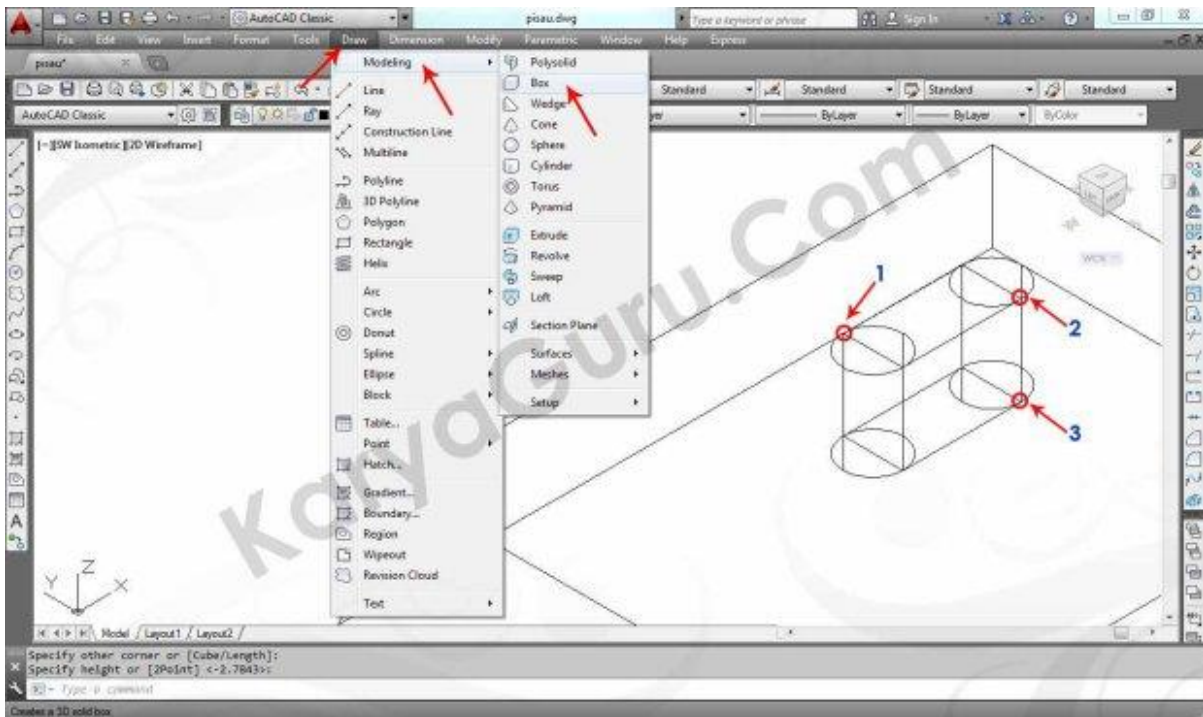 AutoCAD Classic
pisau.dwg
Type a keyword or phrase
Sign In
File Edit View Insert Format Tools Draw Dimension Modify Parametric Window Help Express
pisau*
Standard Standard Standard Standard
AutoCAD Classic
ByLayer ByLayer ByColor
[-][SW Isometric][2D Wireframe]
Modeling
Line
Ray
Construction Line
Multiline
Polyline
3D Polyline
Polygon
Rectangle
Helix
Arc
Circle
Donut
Spline
Ellipse
Block
Table...
Point
Hatch...
Gradient...
Boundary...
Region
Wipeout
Revision Cloud
Text
Polysolid
Box
Wedge
Cone
Sphere
Cylinder
Torus
Pyramid
Extrude
Revolve
Sweep
Loft
Section Plane
Surfaces
Meshes
Setup
1
2
3
WCS
KaryaGuru.Com
Z
Y X
Model / Layout1 / Layout2 /
Specify other corner or [Cube/Length]:
Specify height or [2Point] <-2.7843>:
Type a command
Creates a 3D solid box